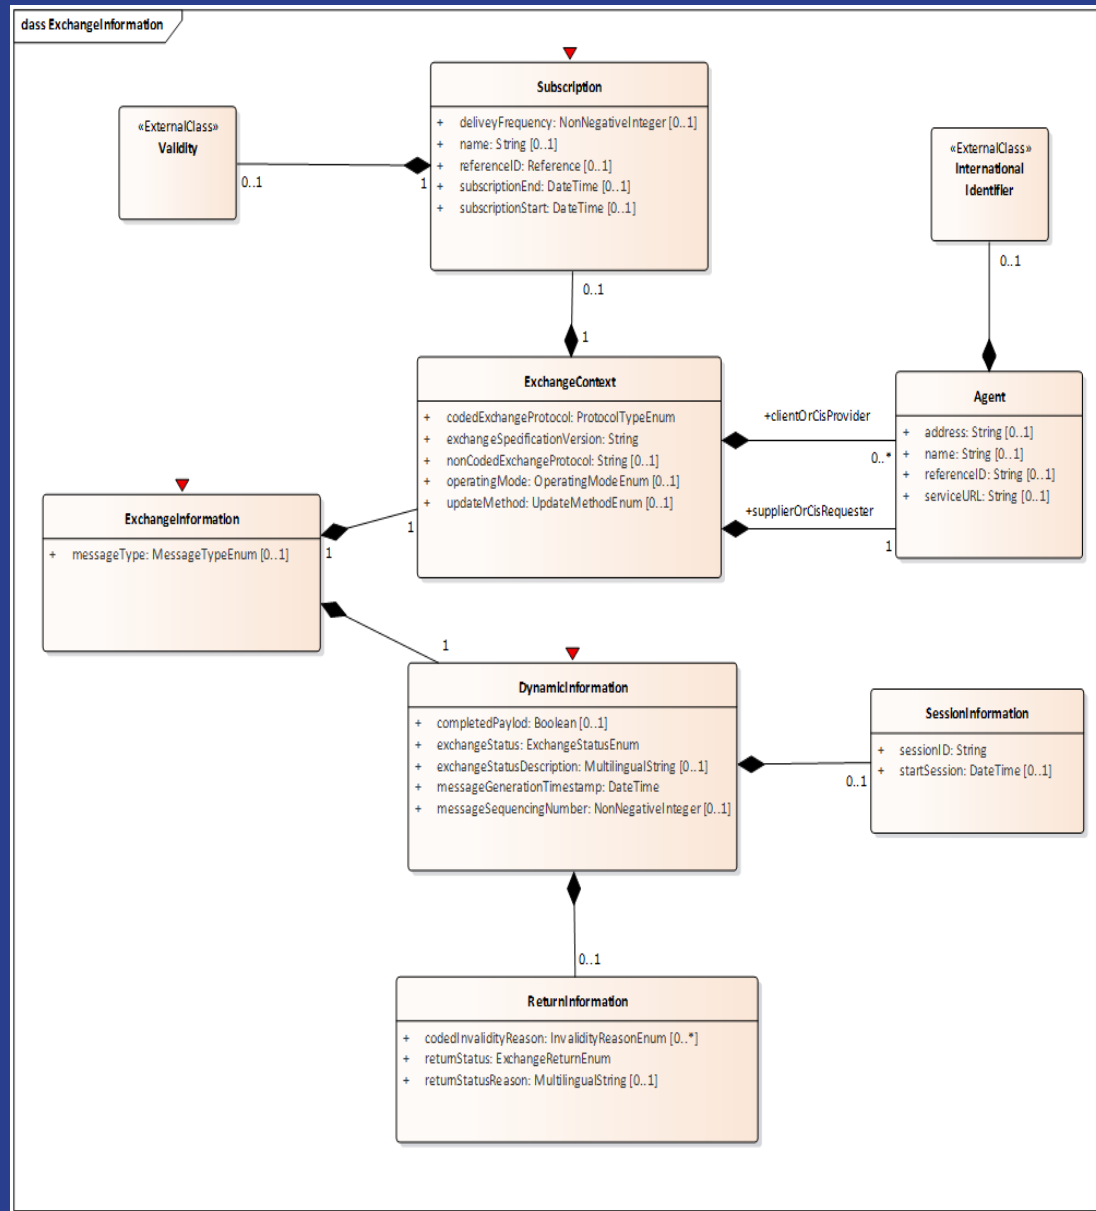 class ExchangeInformation
Subscription
+ deliveyFrequency: NonNegativeInteger [0..1]
+ name: String [0..1]
+ referenceID: Reference [0..1]
+ subscriptionEnd: DateTime [0..1]
+ subscriptionStart: DateTime [0..1]
«ExternalClass»
Validity
0..1
1
«ExternalClass»
International
Identifier
0..1
0..1
1
ExchangeContext
+ codedExchangeProtocol: ProtocolTypeEnum
+ exchangeSpecificationVersion: String
+ nonCodedExchangeProtocol: String [0..1]
+ operatingMode: OperatingModeEnum [0..1]
+ updateMethod: UpdateMethodEnum [0..1]
+clientOrCisProvider
0..*
+supplierOrCisRequester
1
Agent
+ address: String [0..1]
+ name: String [0..1]
+ referenceID: String [0..1]
+ serviceURL: String [0..1]
ExchangeInformation
+ messageType: MessageTypeEnum [0..1]
1
1
1
DynamicInformation
+ completedPaylod: Boolean [0..1]
+ exchangeStatus: ExchangeStatusEnum
+ exchangeStatusDescription: MultilingualString [0..1]
+ messageGenerationTimestamp: DateTime
+ messageSequencingNumber: NonNegativeInteger [0..1]
0..1
SessionInformation
+ sessionID: String
+ startSession: DateTime [0..1]
0..1
ReturnInformation
+ codedInvalidityReason: InvalidityReasonEnum [0..*]
+ returnStatus: ExchangeReturnEnum
+ returnStatusReason: MultilingualString [0..1]